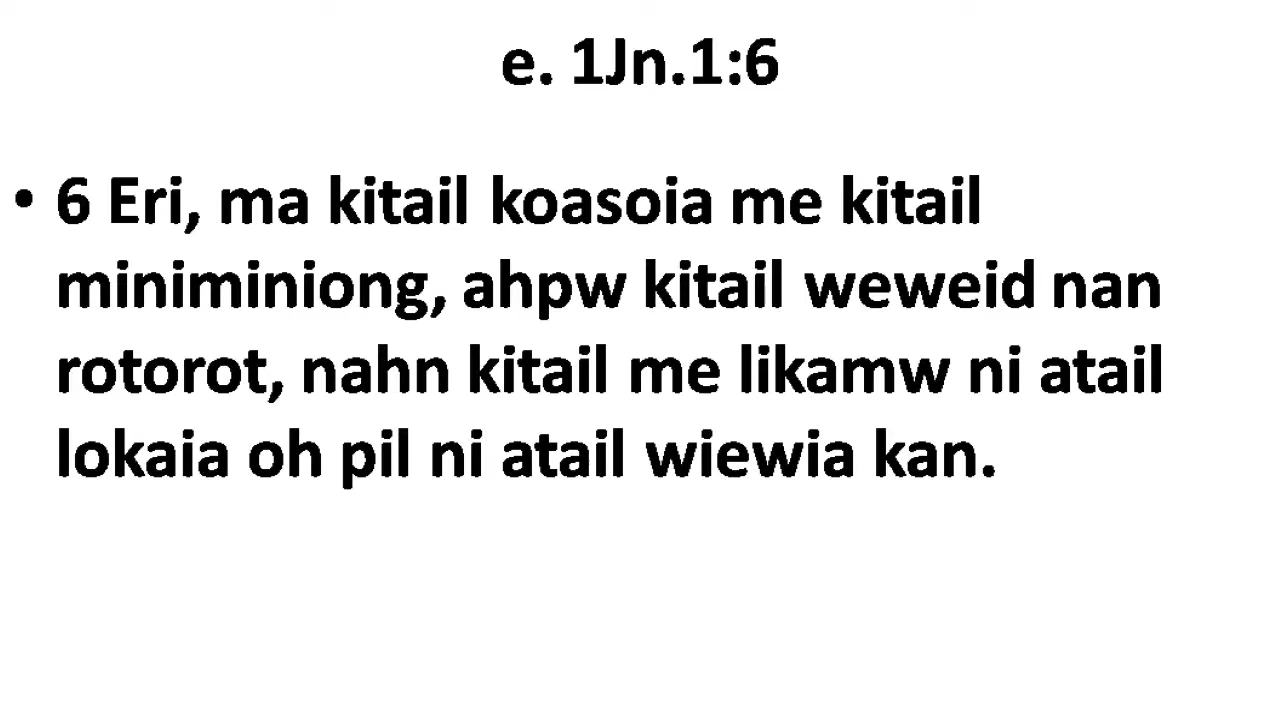 e. 1Jn.1:6
• 6 Eri, ma kitail koasoia me kitail
miniminiong, ahpw kitail weweid nan
rotorot, nahn kitail me likamw ni atail
lokaia oh pil ni atail wiewia kan.